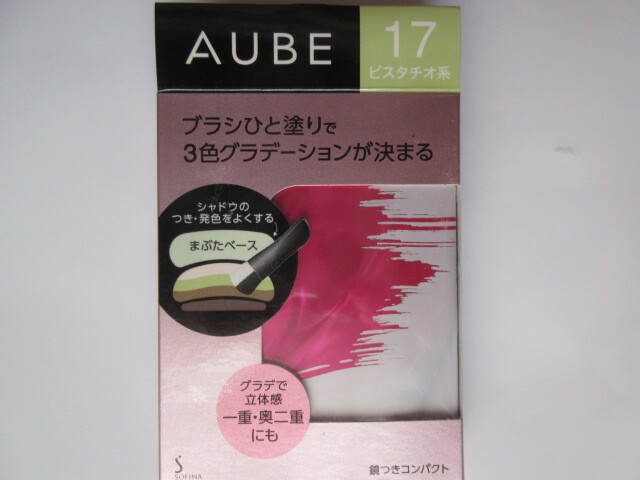 AUBE
17
ピスタチオ系
ブラシひと塗りで
3色グラデーションが決まる
シャドウの
つき・発色をよくする
まぶたベース
グラデで
立体感
一重・奥二重
にも
SOFINA
鏡つきコンパクト